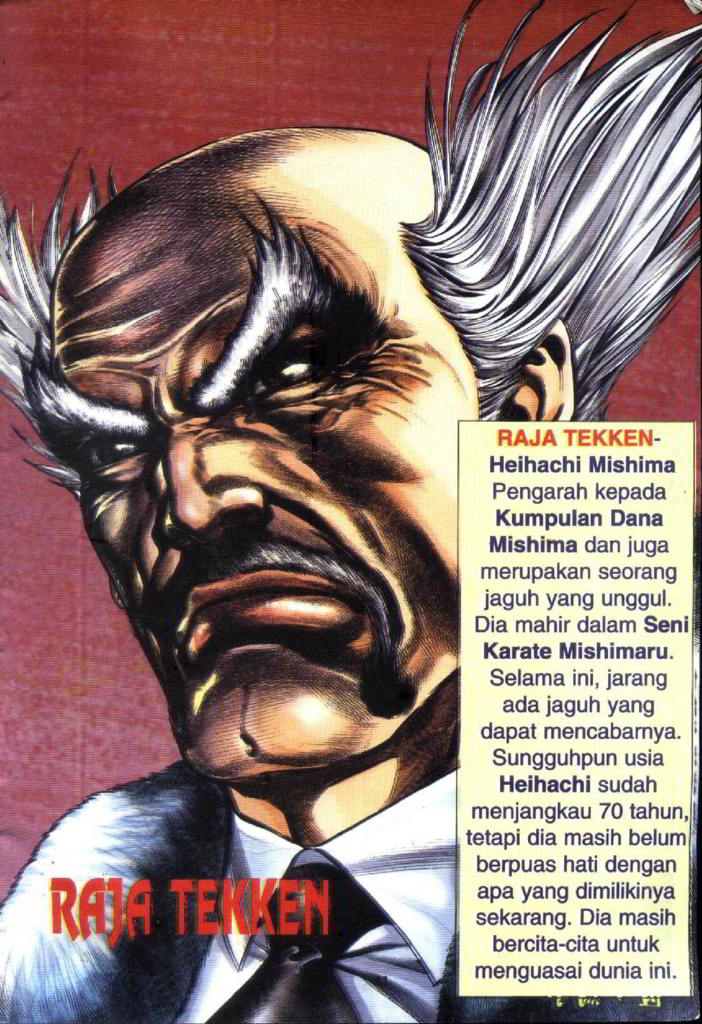 RAJA TEKKEN-
Heihachi Mishima
Pengarah kepada
Kumpulan Dana
Mishima dan juga
merupakan seorang
jaguh yang unggul.
Dia mahir dalam Seni
Karate Mishimaru.
Selama ini, jarang
ada jaguh yang
dapat mencabarnya.
Sungguhpun usia
Heihachi sudah
menjangkau 70 tahun,
tetapi dia masih belum
berpuas hati dengan
apa yang dimilikinya
sekarang. Dia masih
bercita-cita untuk
menguasai dunia ini.
RAJA TEKKEN